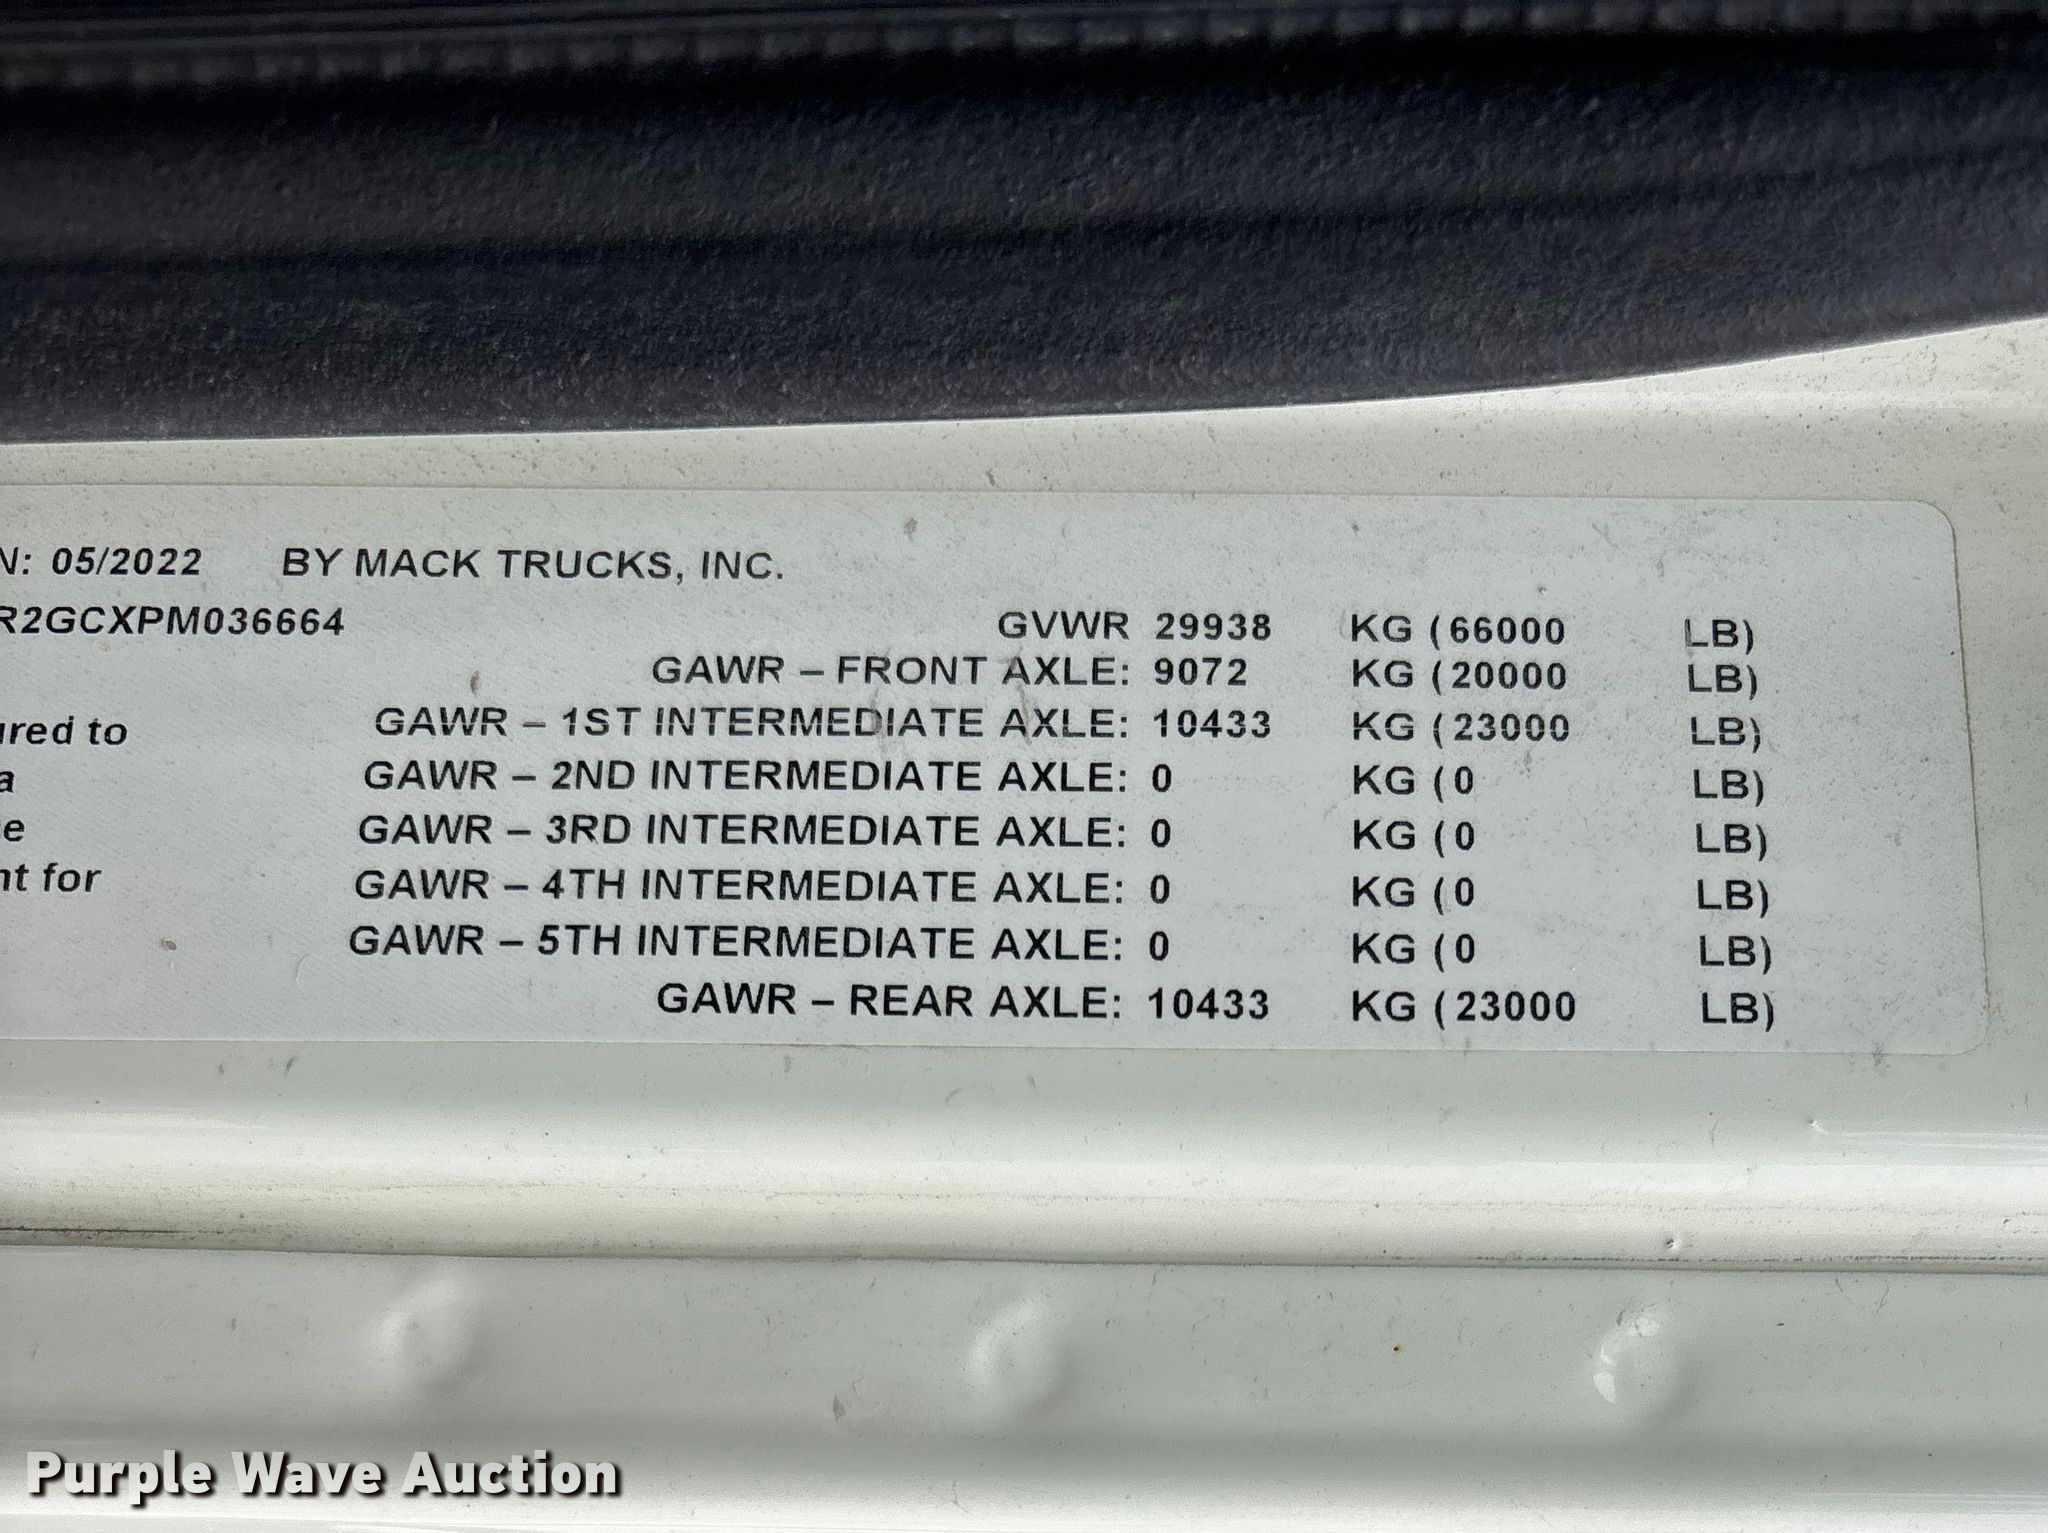 N: 05/2022 BY MACK TRUCKS, INC.
R2GCXPM036664 GVWR 29938 KG (66000 LB)
GAWR – FRONT AXLE: 9072 KG (20000 LB)
ured to GAWR – 1ST INTERMEDIATE AXLE: 10433 KG (23000 LB)
a GAWR – 2ND INTERMEDIATE AXLE: 0 KG (0 LB)
le GAWR – 3RD INTERMEDIATE AXLE: 0 KG (0 LB)
nt for GAWR – 4TH INTERMEDIATE AXLE: 0 KG (0 LB)
GAWR – 5TH INTERMEDIATE AXLE: 0 KG (0 LB)
GAWR – REAR AXLE: 10433 KG (23000 LB)
Purple Wave Auction